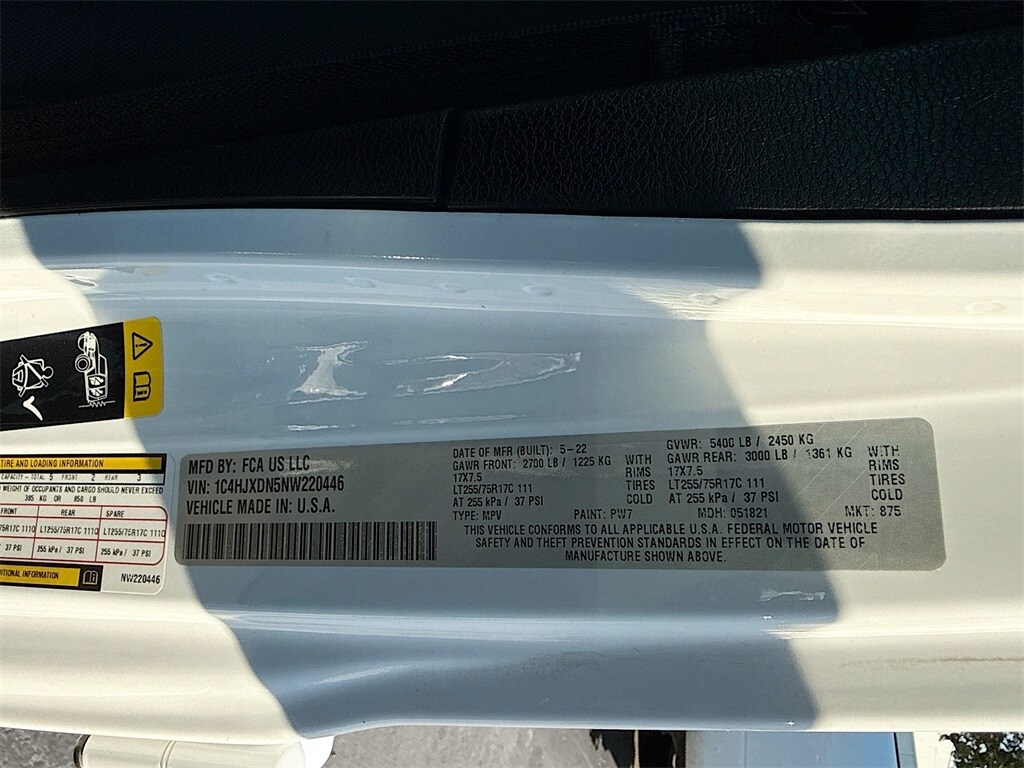 TIRE AND LOADING INFORMATION
CAPACITY - TOTAL 5 FRONT 2 REAR 3
WEIGHT OF OCCUPANTS AND CARGO SHOULD NEVER EXCEED
385 KG OR 850 LB
FRONT REAR SPARE
75R17C 111Q LT255/75R17C 111Q LT255/75R17C 111Q
/ 37 PSI 255 kPa / 37 PSI 255 kPa / 37 PSI
ITIONAL INFORMATION NW220446
MFD BY: FCA US LLC
VIN: 1C4HJXDN5NW220446
VEHICLE MADE IN: U.S.A.
DATE OF MFR (BUILT): 5-22 GVWR: 5400 LB / 2450 KG
GAWR FRONT: 2700 LB / 1225 KG WITH GAWR REAR: 3000 LB / 1361 KG WITH
17X7.5 RIMS 17X7.5 RIMS
LT255/75R17C 111 TIRES LT255/75R17C 111 TIRES
AT 255 kPa / 37 PSI COLD AT 255 kPa / 37 PSI COLD
TYPE: MPV PAINT: PW7 MDH: 051821 MKT: 875
THIS VEHICLE CONFORMS TO ALL APPLICABLE U.S.A. FEDERAL MOTOR VEHICLE
SAFETY AND THEFT PREVENTION STANDARDS IN EFFECT ON THE DATE OF
MANUFACTURE SHOWN ABOVE.